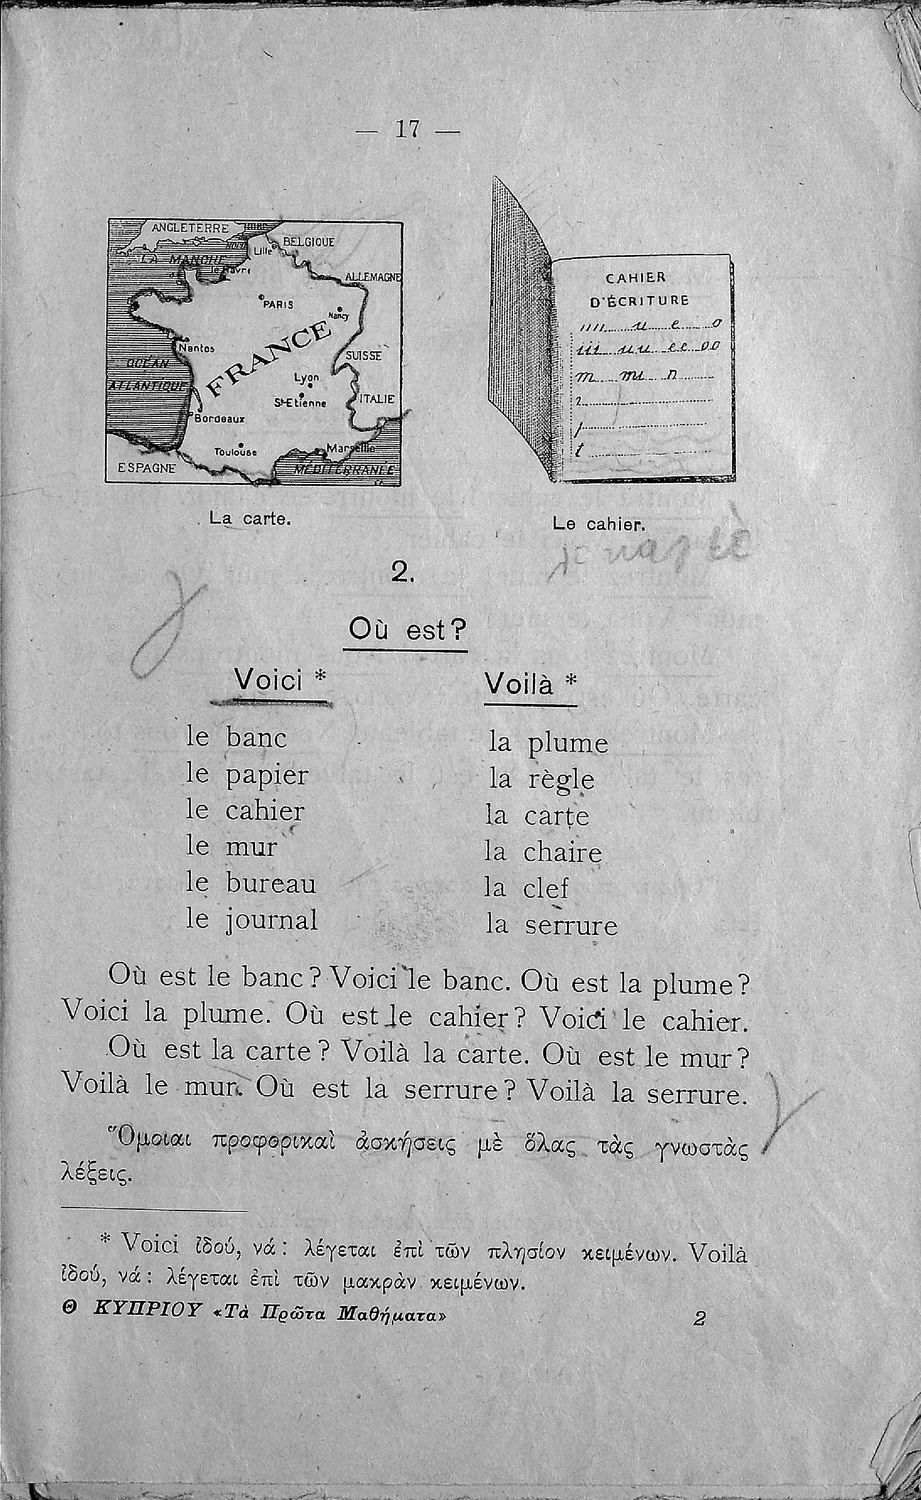 — 17 —
ANGLETERRE
LA MANCHE
Lille
BELGIQUE
le Havre
ALLEMAGNE
PARIS
Nancy
FRANCE
Nantes
SUISSE
OCÉAN
ATLANTIQUE
Lyon
St-Etienne
ITALIE
Bordeaux
Toulouse
Marseille
ESPAGNE
MÉDITERRANÉE
La carte.
CAHIER
D'ÉCRITURE
iiii u e o
iii uu ee oo
m mu n
t
Le cahier.
2.
Où est?
Voici * Voilà *
le banc la plume
le papier la règle
le cahier la carte
le mur la chaire
le bureau la clef
le journal la serrure
Où est le banc? Voici le banc. Où est la plume?
Voici la plume. Où est le cahier? Voici le cahier.
Où est la carte? Voilà la carte. Où est le mur?
Voilà le mur. Où est la serrure? Voilà la serrure.
Ὅμοιαι προφορικαὶ ἀσκήσεις μὲ ὅλας τὰς γνωστὰς
λέξεις.
* Voici ἰδού, νά: λέγεται ἐπὶ τῶν πλησίον κειμένων. Voilà
ἰδού, νά: λέγεται ἐπὶ τῶν μακρὰν κειμένων.
Θ ΚΥΠΡΙΟΥ «Τὰ Πρῶτα Μαθήματα» 2